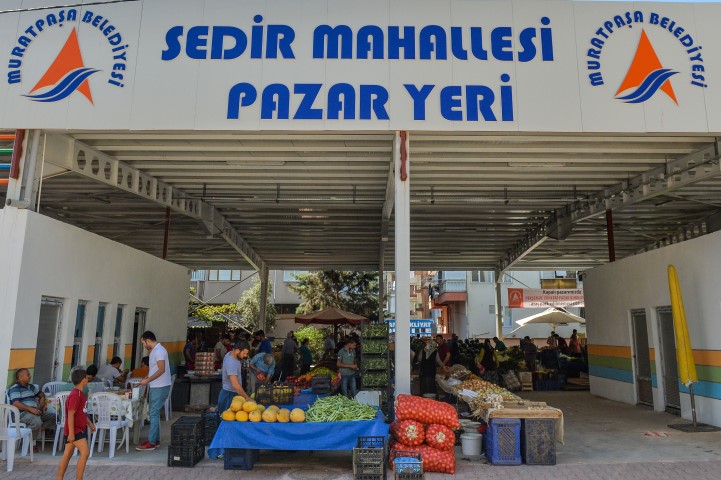 MURATPAŞA BELEDİYESİ
SEDİR MAHALLESİ
PAZAR YERİ
MURATPAŞA BELEDİYESİ